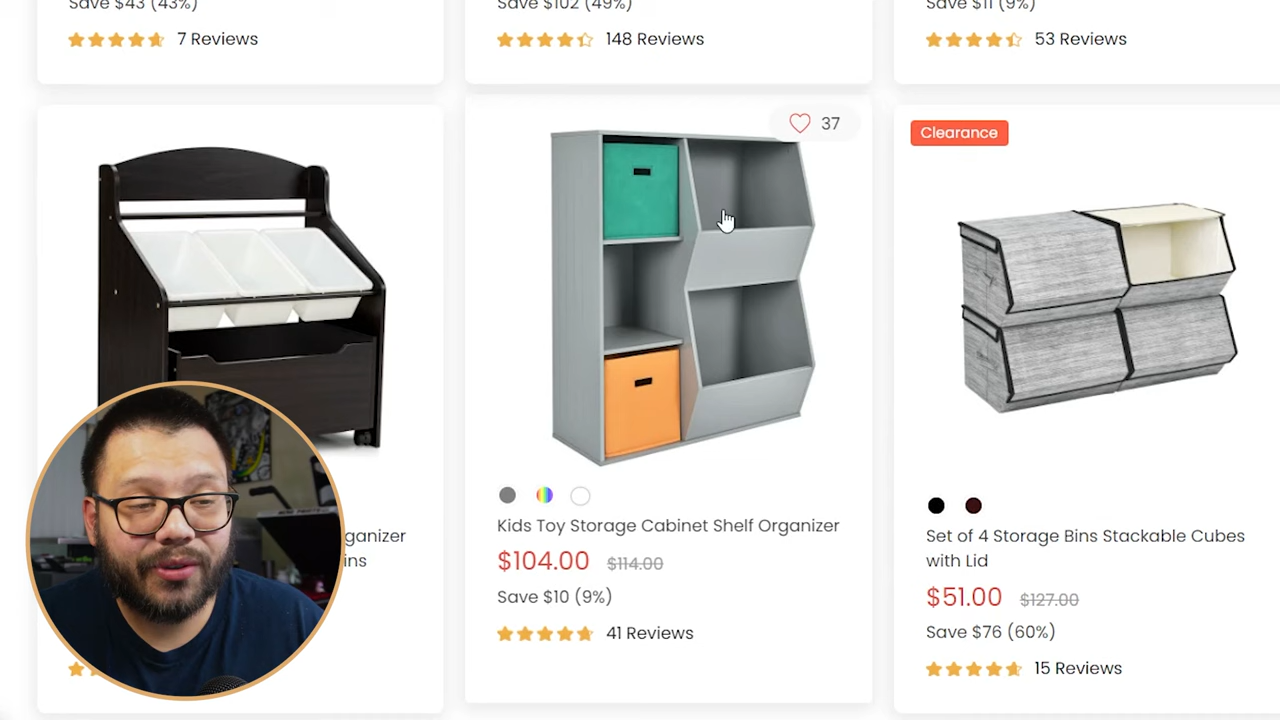 Save $43 (43%)
Save $102 (49%)
Save $11 (9%)
7 Reviews
148 Reviews
53 Reviews
37
Clearance
ganizer
ins
Kids Toy Storage Cabinet Shelf Organizer
$104.00 $114.00
Save $10 (9%)
41 Reviews
Set of 4 Storage Bins Stackable Cubes
with Lid
$51.00 $127.00
Save $76 (60%)
15 Reviews